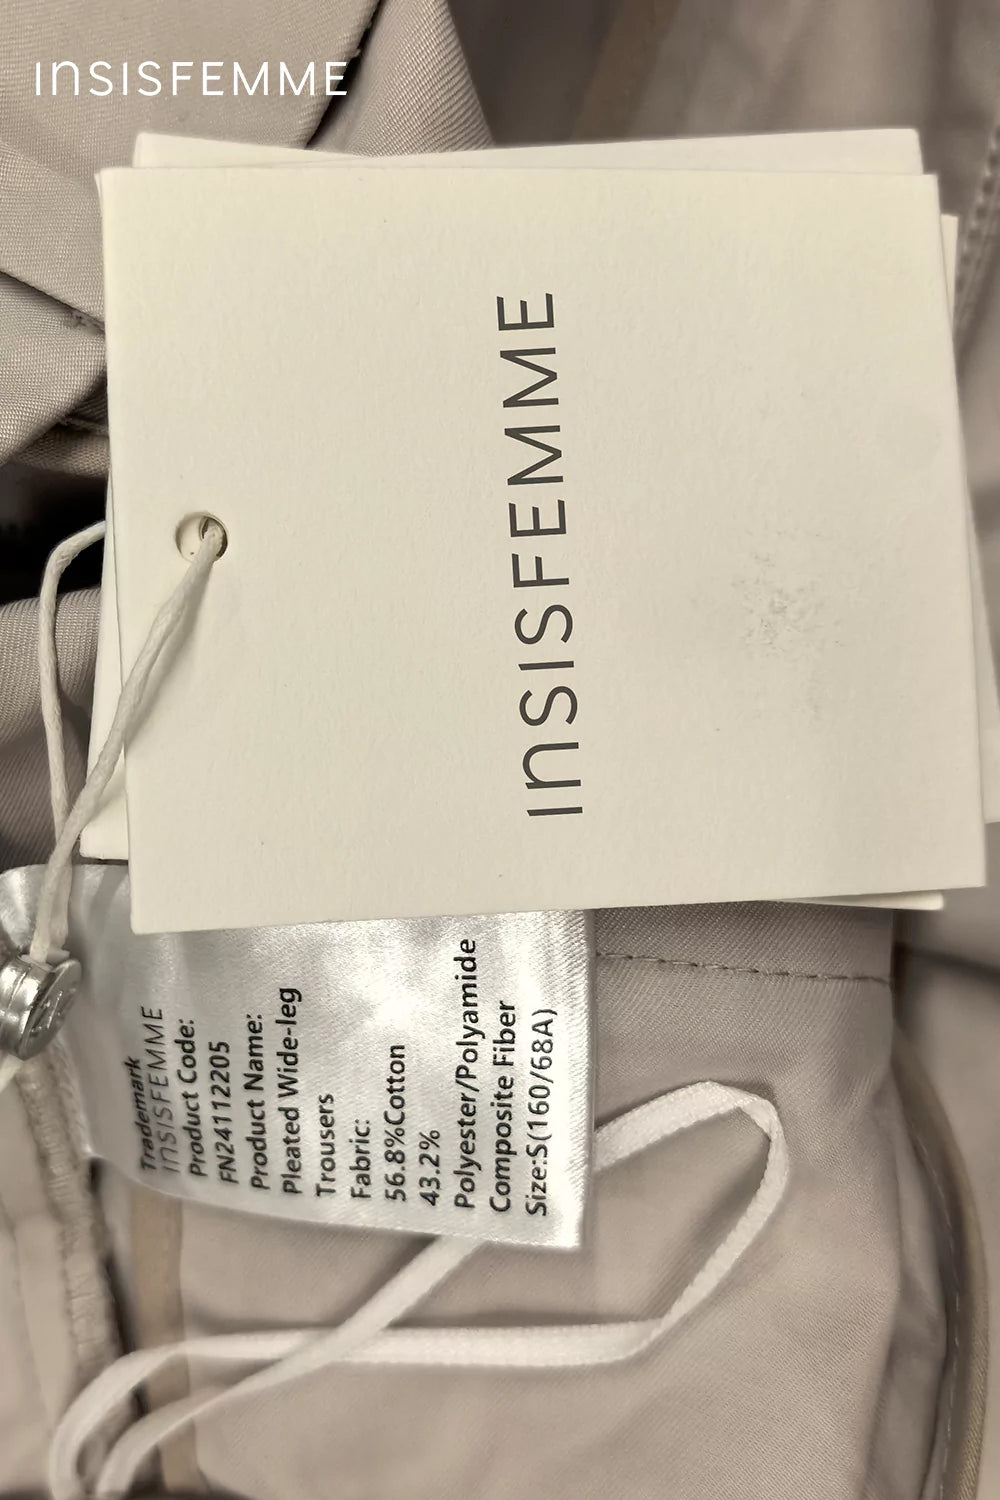 INSISFEMME
INSISFEMME
Trademark
INSISFEMME
Product Code:
FN24112205
Product Name:
Pleated Wide-leg
Trousers
Fabric:
56.8%Cotton
43.2%
Polyester/Polyamide
Composite Fiber
Size:S(160/68A)